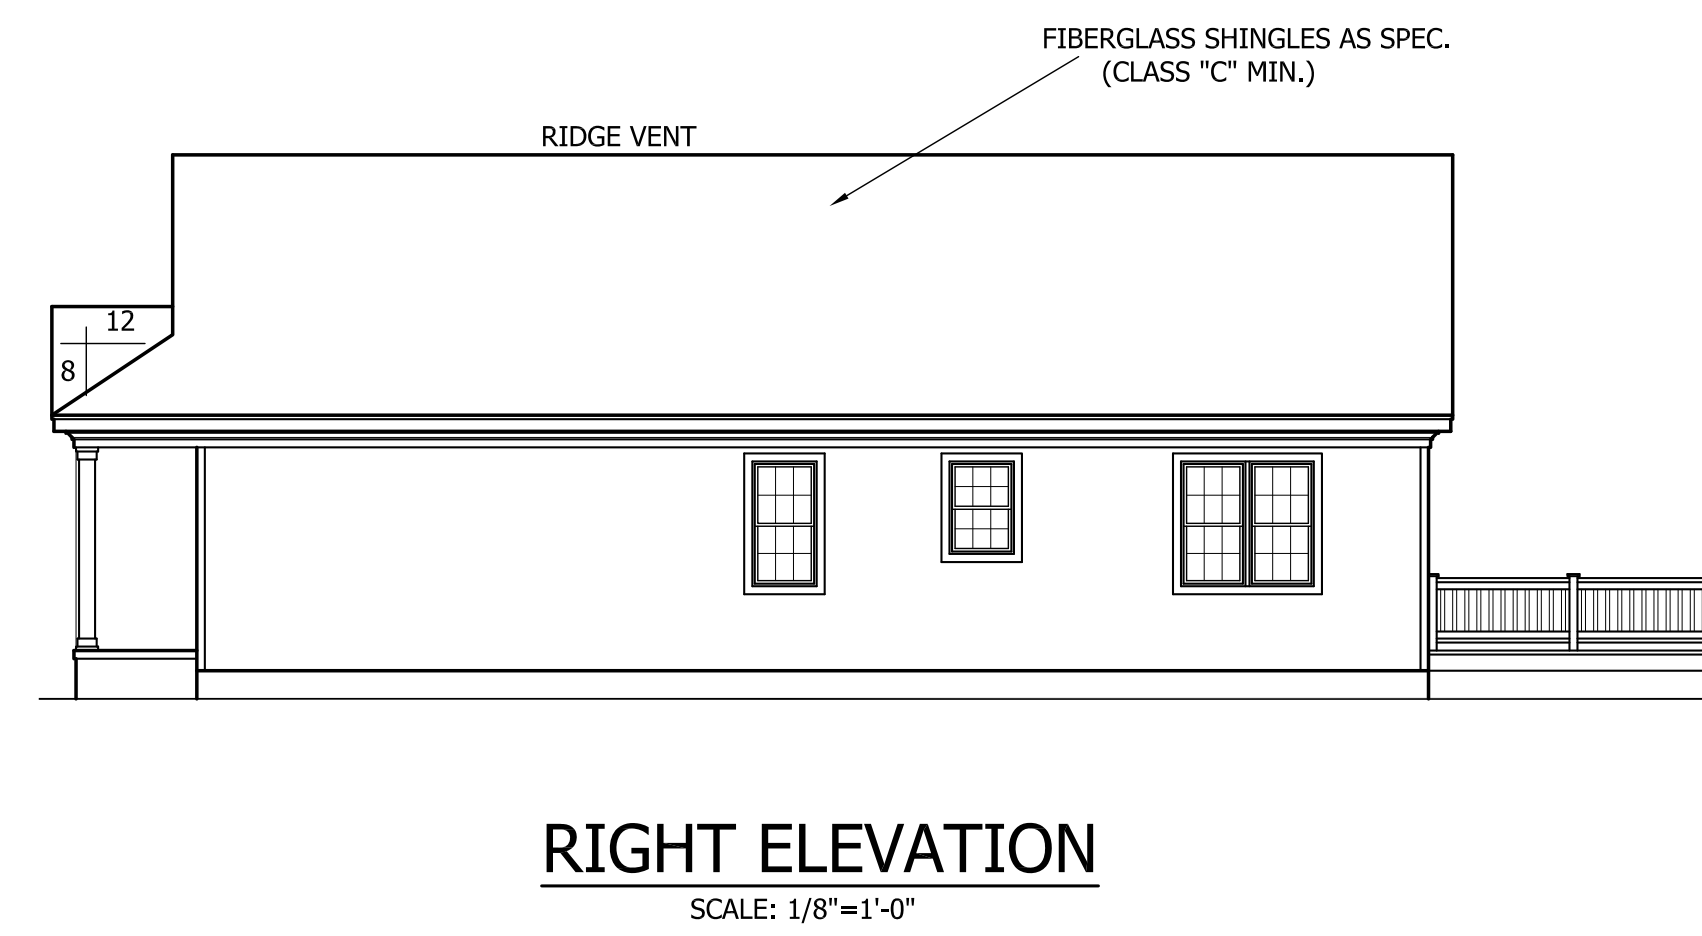 FIBERGLASS SHINGLES AS SPEC.
(CLASS "C" MIN.)
RIDGE VENT
12
8
RIGHT ELEVATION
SCALE: 1/8"=1'-0"